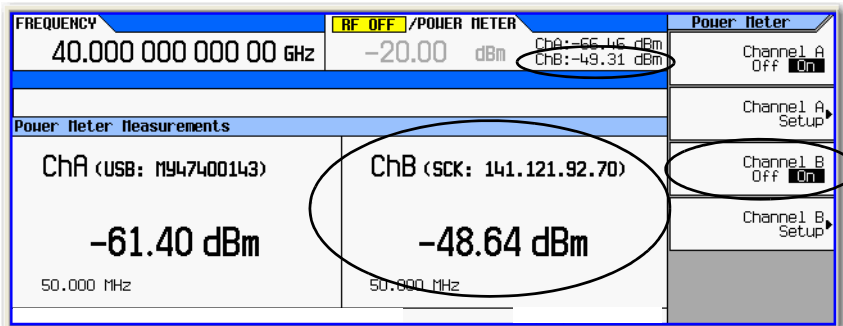 FREQUENCY
40.000 000 000 00 GHz
RF OFF /POWER METER
-20.00 dBm
ChA:-66.46 dBm
ChB:-49.31 dBm
Power Meter Measurements
ChA (USB: MY47400143)
-61.40 dBm
50.000 MHz
ChB (SCK: 141.121.92.70)
-48.64 dBm
50.000 MHz
Power Meter
Channel A
Off On
Channel A
Setup
Channel B
Off On
Channel B
Setup